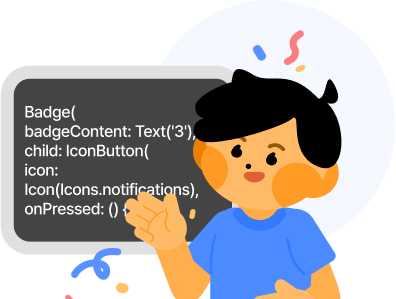 Badge(
badgeContent: Text('3'),
child: IconButton(
icon:
Icon(Icons.notifications),
onPressed: () {